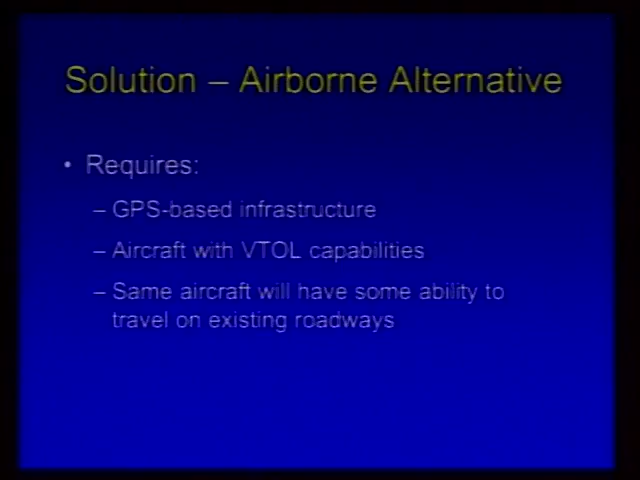 Solution – Airborne Alternative
• Requires:
– GPS-based infrastructure
– Aircraft with VTOL capabilities
– Same aircraft will have some ability to
travel on existing roadways